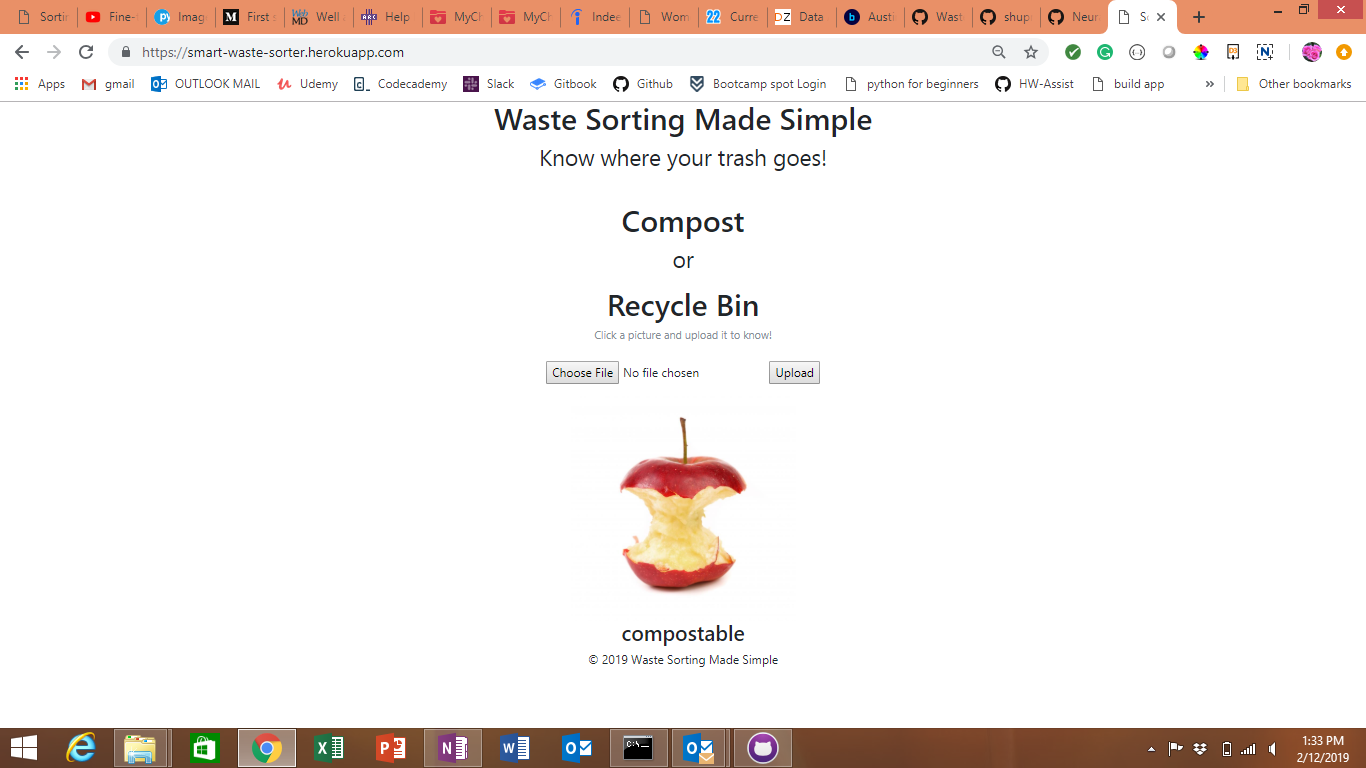 Sortin
Fine-
Imag
First s
Well a
Help
MyCh
MyCh
Indee
Wom
Curre
Data
Austi
Wast
shup
Neur
So
https://smart-waste-sorter.herokuapp.com
Apps
gmail
OUTLOOK MAIL
Udemy
Codecademy
Slack
Gitbook
Github
Bootcamp spot Login
python for beginners
HW-Assist
build app
»
Other bookmarks
Waste Sorting Made Simple
Know where your trash goes!
Compost
or
Recycle Bin
Click a picture and upload it to know!
Choose File No file chosen Upload
compostable
© 2019 Waste Sorting Made Simple
1:33 PM
2/12/2019